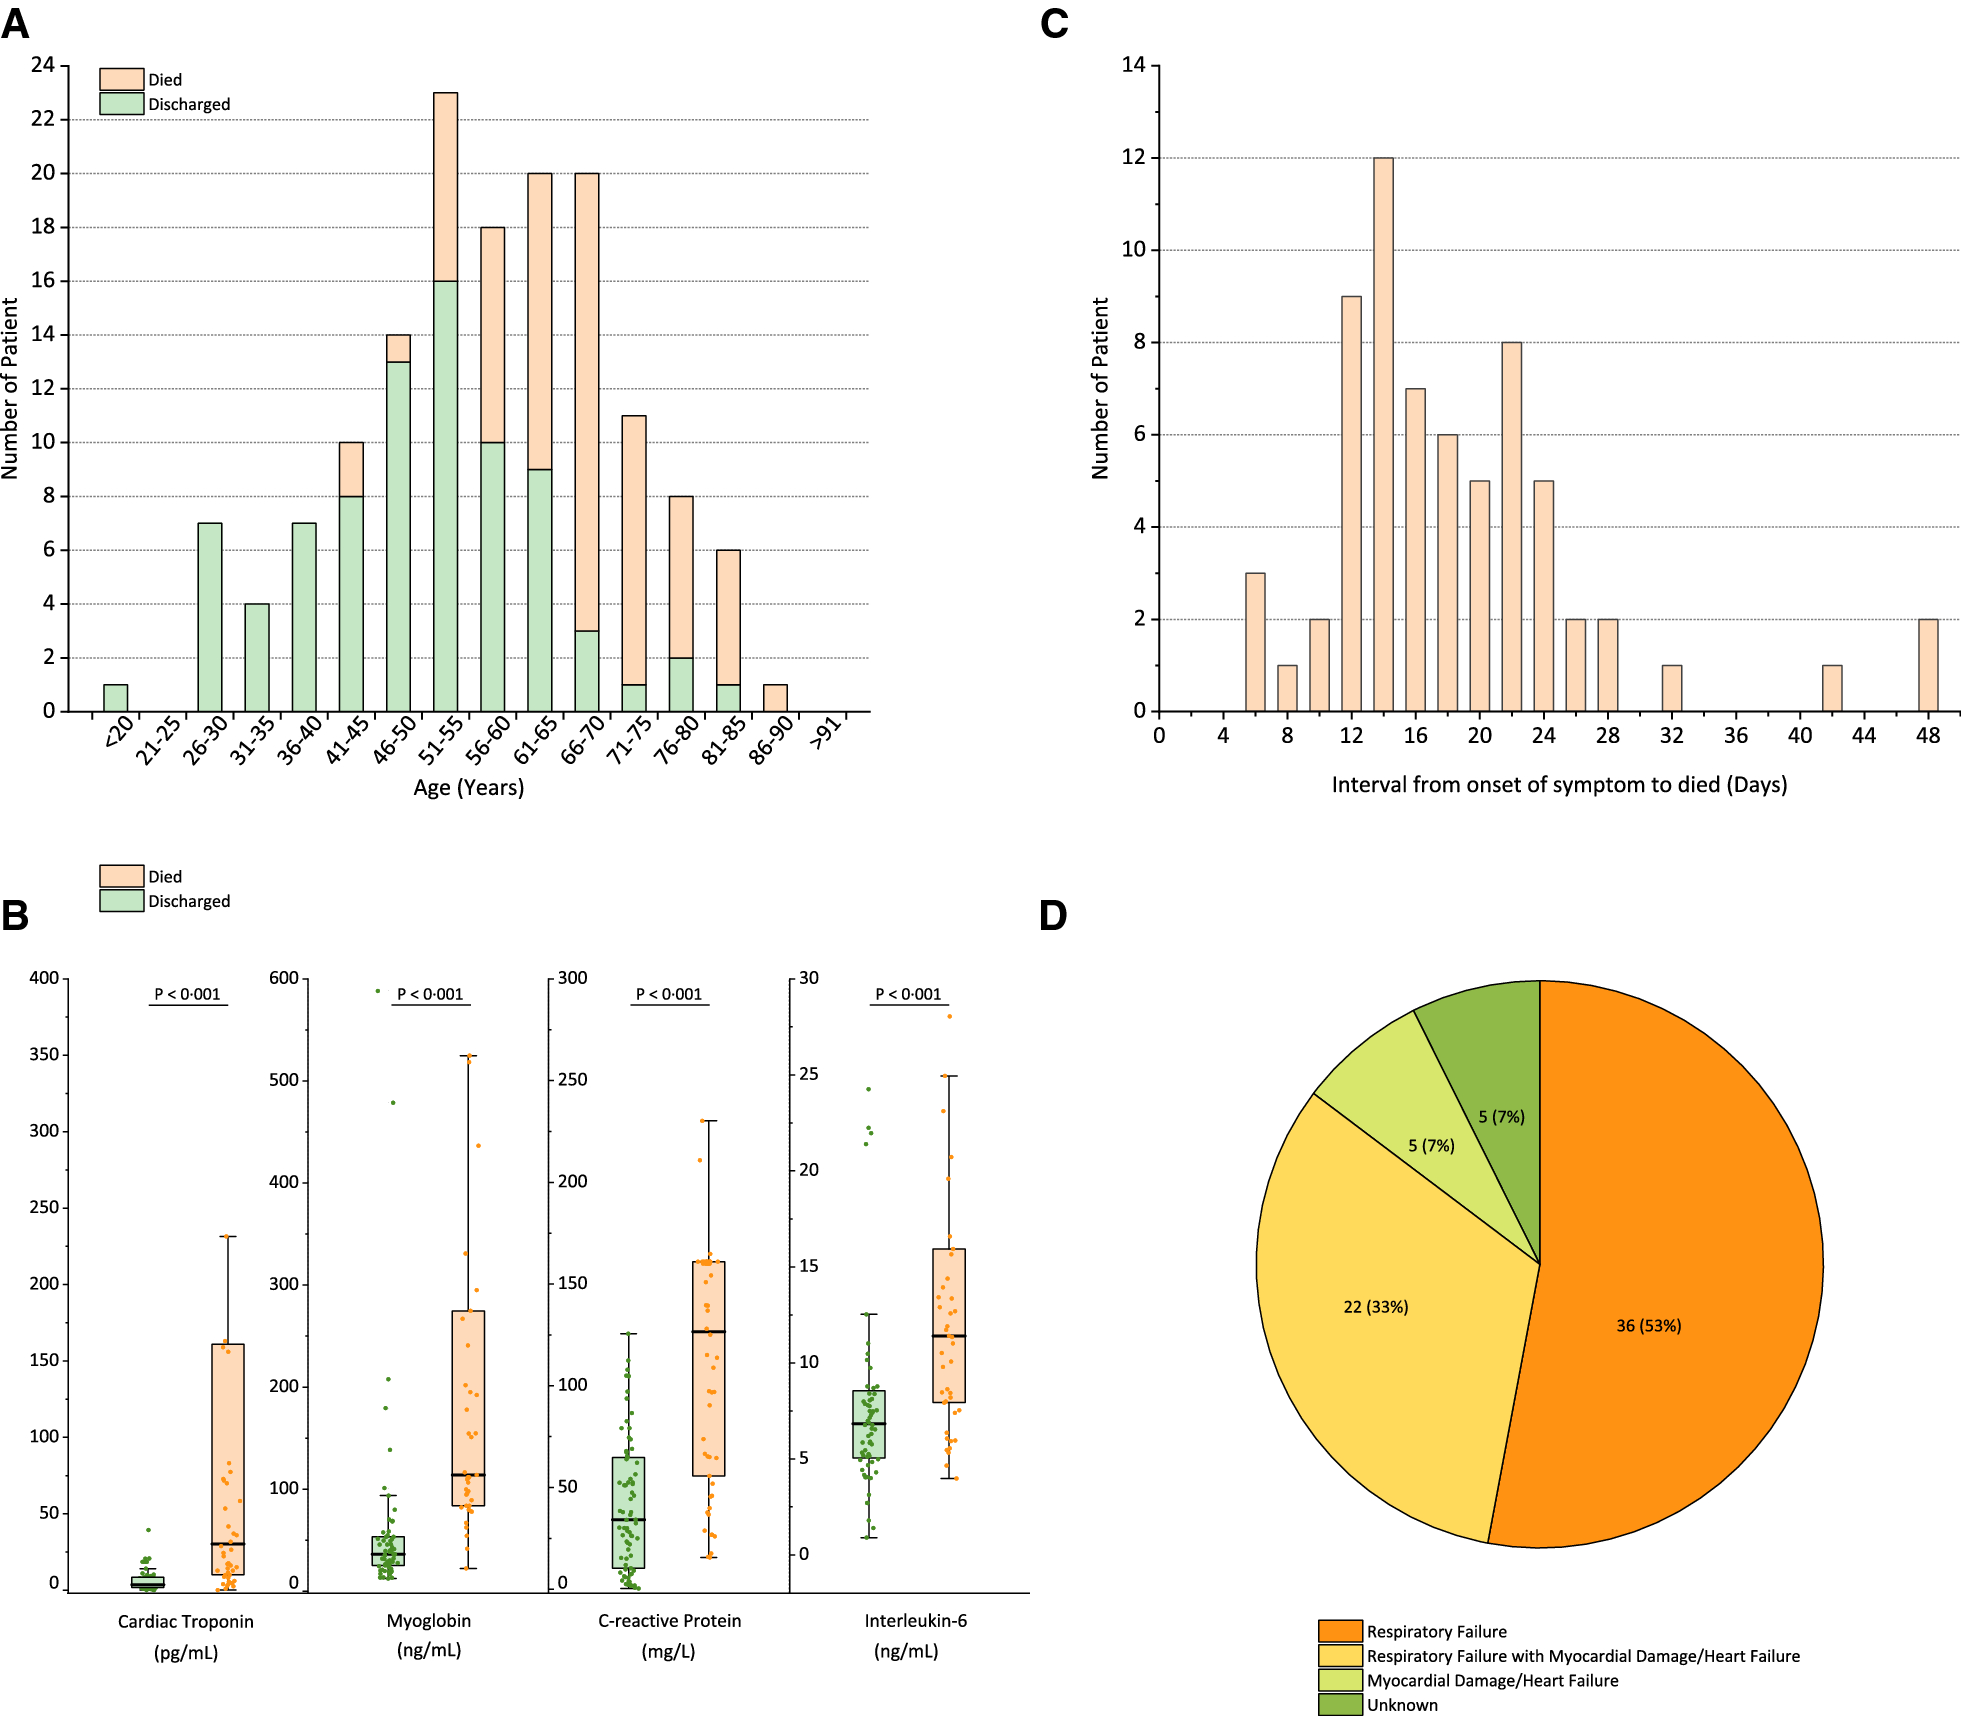 A
24
22
20
18
16
14
12
10
8
6
4
2
0
Number of Patient
Died
Discharged
<20
21-25
26-30
31-35
36-40
41-45
46-50
51-55
56-60
61-65
66-70
71-75
76-80
81-85
86-90
>91
Age (Years)
C
14
12
10
8
6
4
2
0
Number of Patient
0 4 8 12 16 20 24 28 32 36 40 44 48
Interval from onset of symptom to died (Days)
Died
Discharged
B
400
350
300
250
200
150
100
50
0
P < 0·001
Cardiac Troponin
(pg/mL)
600
500
400
300
200
100
0
P < 0·001
Myoglobin
(ng/mL)
300
250
200
150
100
50
0
P < 0·001
C-reactive Protein
(mg/L)
30
25
20
15
10
5
0
P < 0·001
Interleukin-6
(ng/mL)
D
5 (7%)
5 (7%)
22 (33%)
36 (53%)
Respiratory Failure
Respiratory Failure with Myocardial Damage/Heart Failure
Myocardial Damage/Heart Failure
Unknown